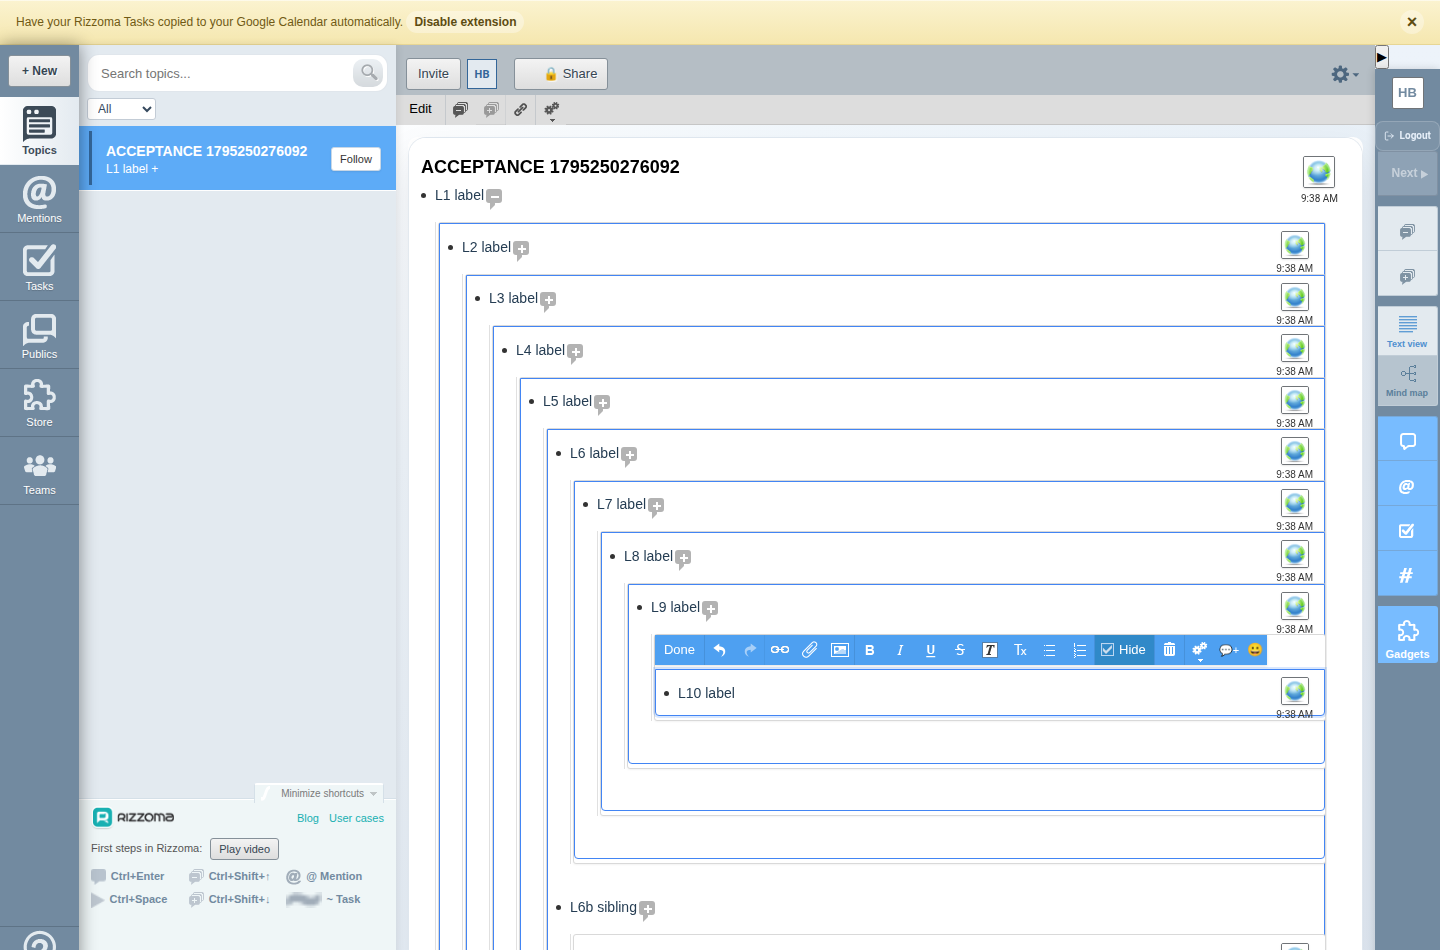 Have your Rizzoma Tasks copied to your Google Calendar automatically. Disable extension ×
+ New
Topics
Mentions
Tasks
Publics
Store
Teams
Search topics...
All
ACCEPTANCE 1795250276092
L1 label +
Follow
Minimize shortcuts
RIZZOMA
Blog User cases
First steps in Rizzoma: Play video
Ctrl+Enter Ctrl+Shift+↑ @ Mention
Ctrl+Space Ctrl+Shift+↓ ~ Task
Invite HB Share
Edit
ACCEPTANCE 1795250276092
9:38 AM
L1 label
L2 label
9:38 AM
L3 label
9:38 AM
L4 label
9:38 AM
L5 label
9:38 AM
L6 label
9:38 AM
L7 label
9:38 AM
L8 label
9:38 AM
L9 label
9:38 AM
Done B I U S T Tx Hide
L10 label
9:38 AM
L6b sibling
HB
Logout
Next ▶
Text view
Mind map
@
#
Gadgets